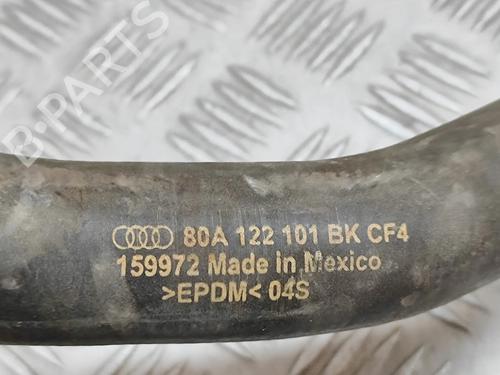 B-PARTS
80A 122 101 BK CF4
159972 Made in Mexico
>EPDM< 04S